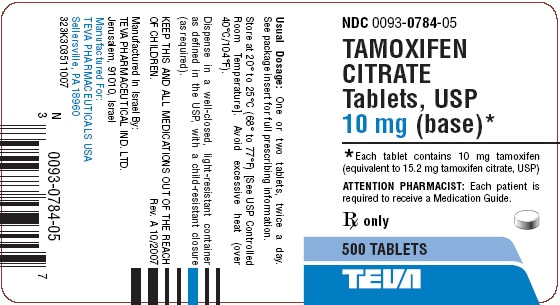 Usual Dosage: One or two tablets, twice a day.
See package insert for full prescribing information.
Store at 20° to 25°C (68° to 77°F) [See USP Controlled
Room Temperature]. Avoid excessive heat (over
40°C/104°F).
Dispense in a well-closed, light-resistant container
as defined in the USP, with a child-resistant closure
(as required).
KEEP THIS AND ALL MEDICATIONS OUT OF THE REACH
OF CHILDREN.
Rev. A 10/2007
Manufactured In Israel By:
TEVA PHARMACEUTICAL IND. LTD.
Jerusalem, 91010, Israel
Manufactured For:
TEVA PHARMACEUTICALS USA
Sellersville, PA 18960
323K303511007
N
3 0093-0784-05 7
NDC 0093-0784-05
TAMOXIFEN
CITRATE
Tablets, USP
10 mg (base)*
*Each tablet contains 10 mg tamoxifen
(equivalent to 15.2 mg tamoxifen citrate, USP)
ATTENTION PHARMACIST: Each patient is
required to receive a Medication Guide.
Rx only
500 TABLETS
TEVA